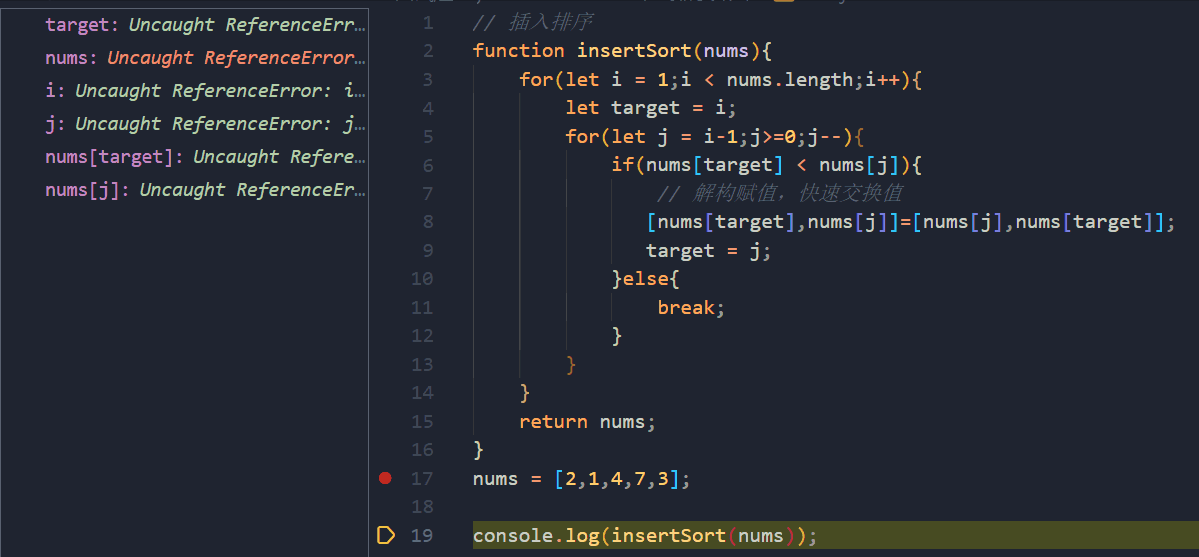 target: Uncaught ReferenceErr…
nums: Uncaught ReferenceError…
i: Uncaught ReferenceError: i…
j: Uncaught ReferenceError: j…
nums[target]: Uncaught Refere…
nums[j]: Uncaught ReferenceEr…
1 // 插入排序
2 function insertSort(nums){
3 for(let i = 1;i < nums.length;i++){
4 let target = i;
5 for(let j = i-1;j>=0;j--){
6 if(nums[target] < nums[j]){
7 // 解构赋值，快速交换值
8 [nums[target],nums[j]]=[nums[j],nums[target]];
9 target = j;
10 }else{
11 break;
12 }
13 }
14 }
15 return nums;
16 }
17 nums = [2,1,4,7,3];
18
19 console.log(insertSort(nums));